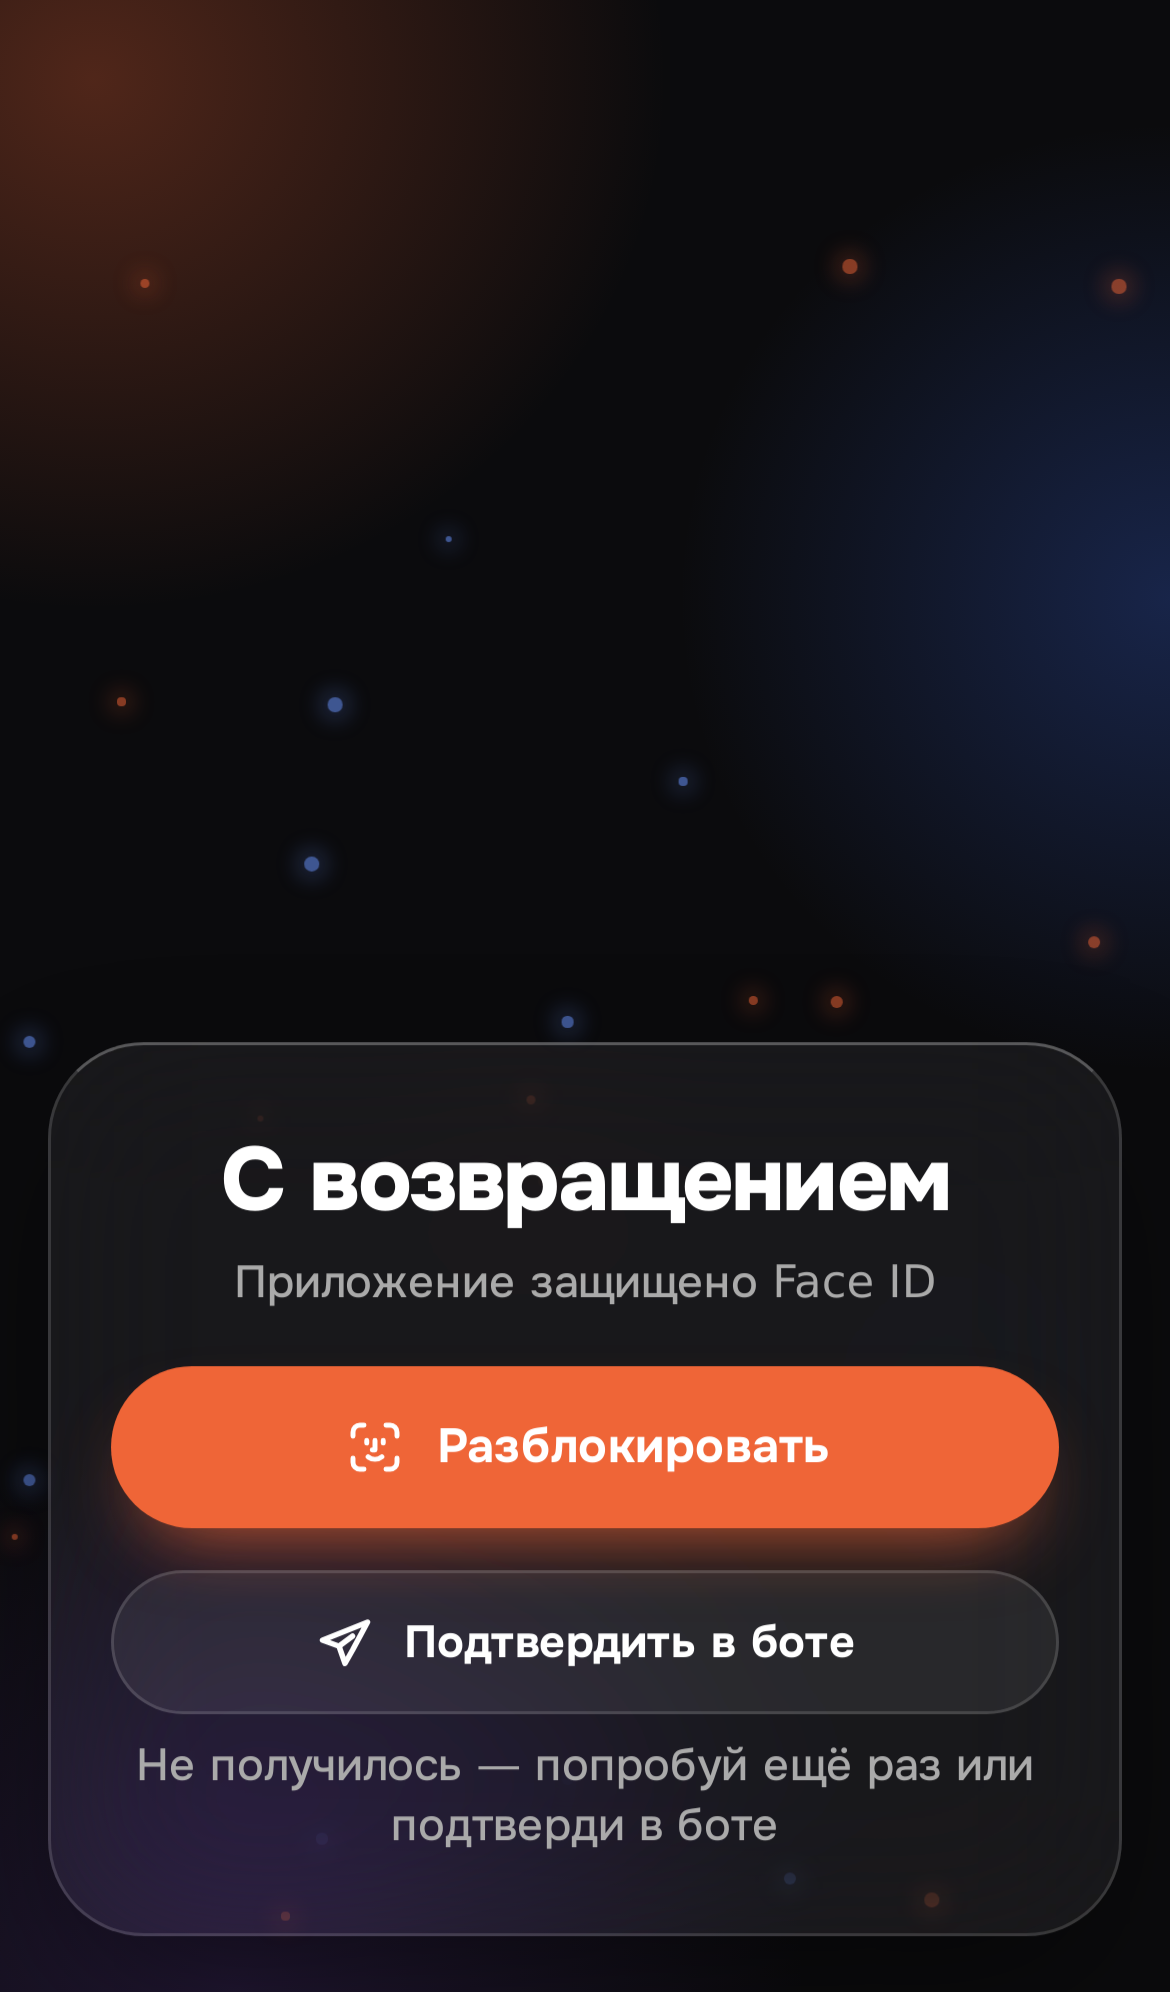 С возвращением
Приложение защищено Face ID
Разблокировать
Подтвердить в боте
Не получилось — попробуй ещё раз или
подтверди в боте